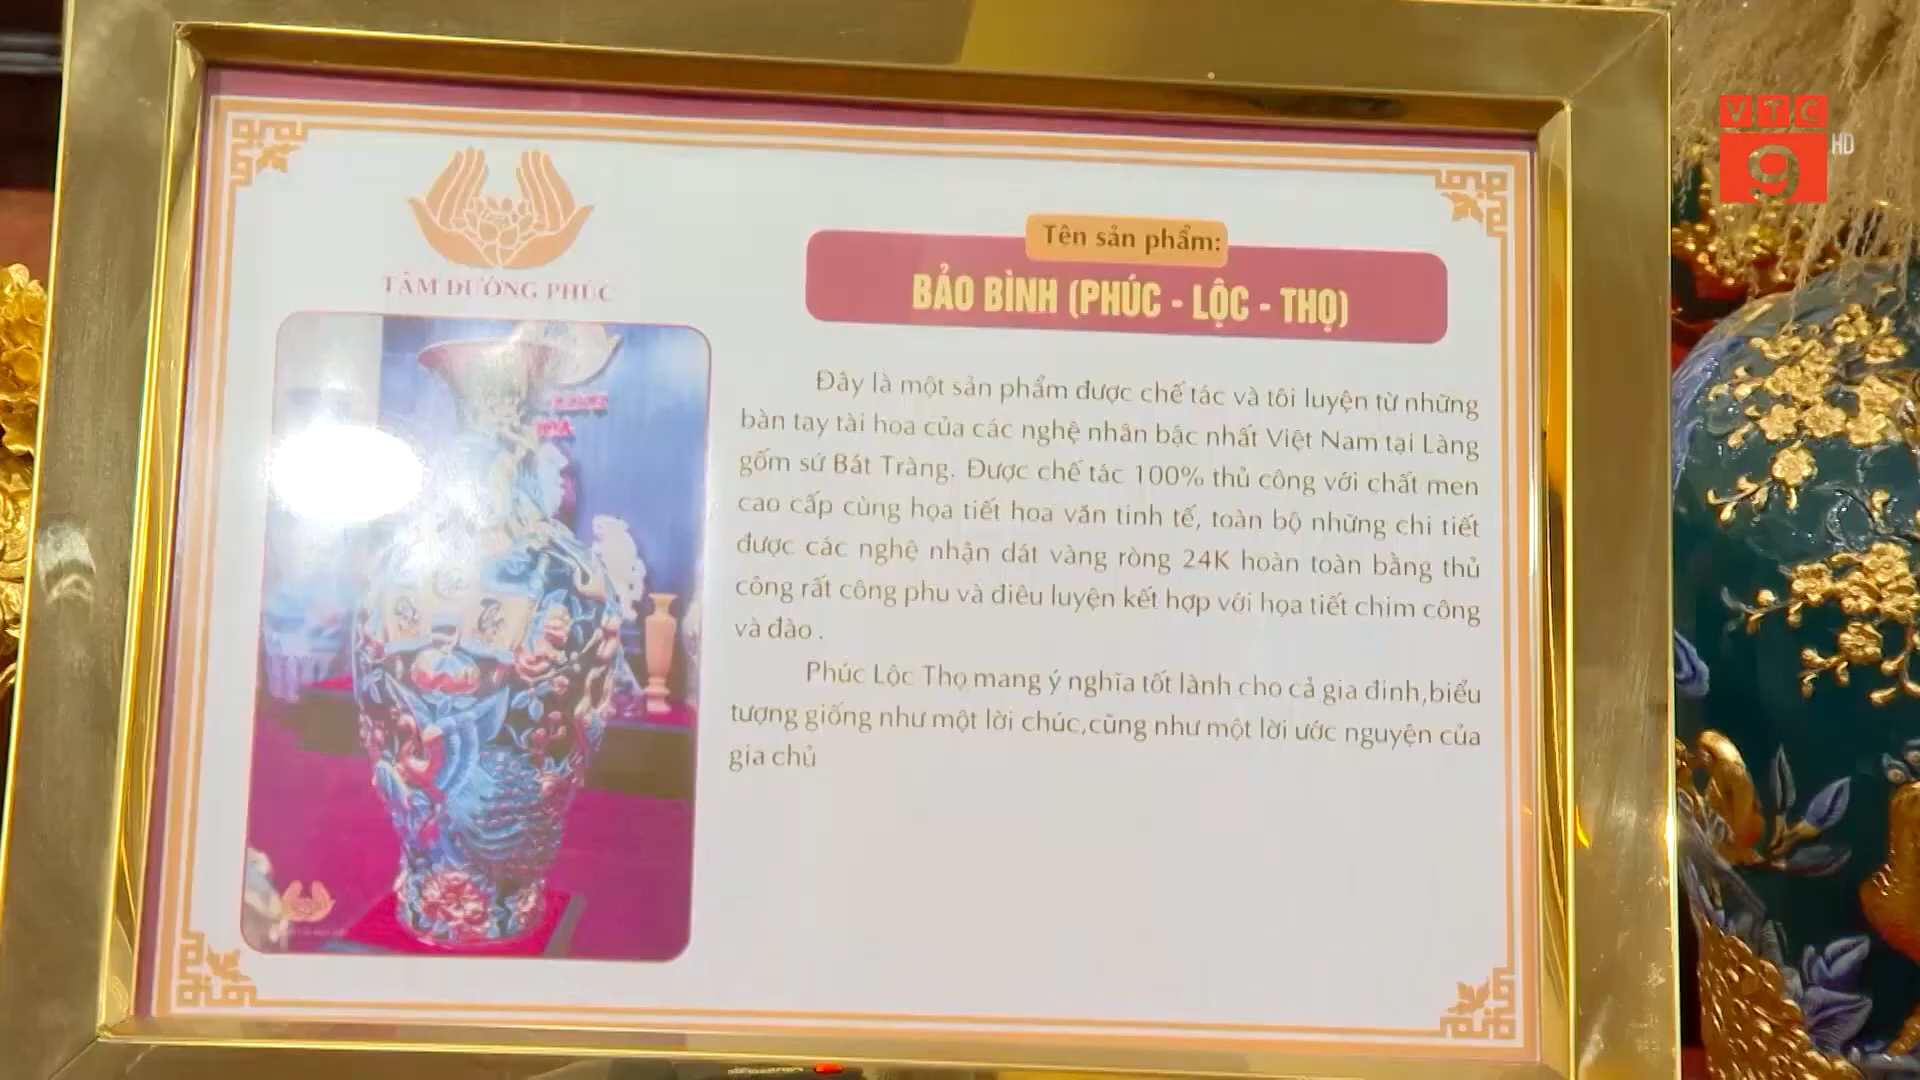 VTC
9
HD
TÂM DƯỠNG PHÚC
Tên sản phẩm:
BẢO BÌNH (PHÚC - LỘC - THỌ)
Đây là một sản phẩm được chế tác và tôi luyện từ những
bàn tay tài hoa của các nghệ nhân bậc nhất Việt Nam tại Làng
gốm sứ Bát Tràng. Được chế tác 100% thủ công với chất men
cao cấp cùng họa tiết hoa văn tinh tế, toàn bộ những chi tiết
được các nghệ nhận dát vàng ròng 24K hoàn toàn bằng thủ
công rất công phu và điêu luyện kết hợp với họa tiết chim công
và đào .
Phúc Lộc Thọ mang ý nghĩa tốt lành cho cả gia đinh,biểu
tượng giống như một lời chúc,cũng như một lời ước nguyện của
gia chủ